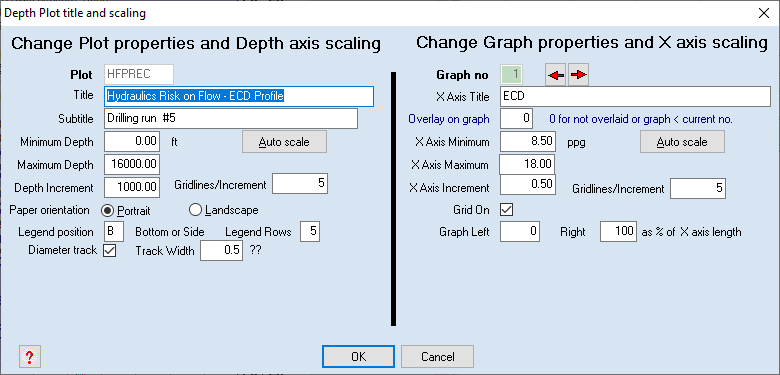 Depth Plot title and scaling
Change Plot properties and Depth axis scaling
Plot HFPREC
Title Hydraulics Risk on Flow - ECD Profile
Subtitle Drilling run #5
Minimum Depth 0.00 ft Auto scale
Maximum Depth 16000.00
Depth Increment 1000.00 Gridlines/Increment 5
Paper orientation Portrait Landscape
Legend position B Bottom or Side Legend Rows 5
Diameter track Track Width 0.5 ??
Change Graph properties and X axis scaling
Graph no 1
X Axis Title ECD
Overlay on graph 0 0 for not overlaid or graph < current no.
X Axis Minimum 8.50 ppg Auto scale
X Axis Maximum 18.00
X Axis Increment 0.50 Gridlines/Increment 5
Grid On
Graph Left 0 Right 100 as % of X axis length
? OK Cancel